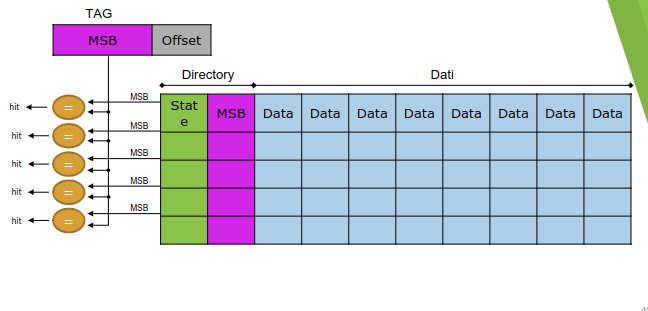 TAG
MSB Offset
Directory Dati
hit = MSB State MSB Data Data Data Data Data Data Data Data
hit = MSB
hit = MSB
hit = MSB
hit = MSB